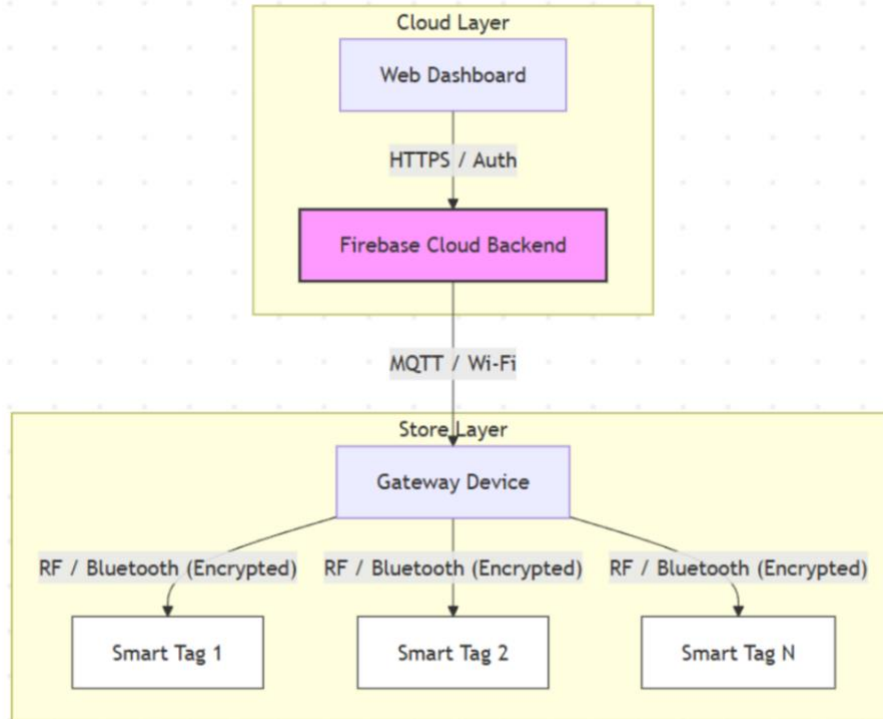 Cloud Layer
Web Dashboard
HTTPS / Auth
Firebase Cloud Backend
MQTT / Wi-Fi
Store Layer
Gateway Device
RF / Bluetooth (Encrypted) RF / Bluetooth (Encrypted) RF / Bluetooth (Encrypted)
Smart Tag 1 Smart Tag 2 Smart Tag N